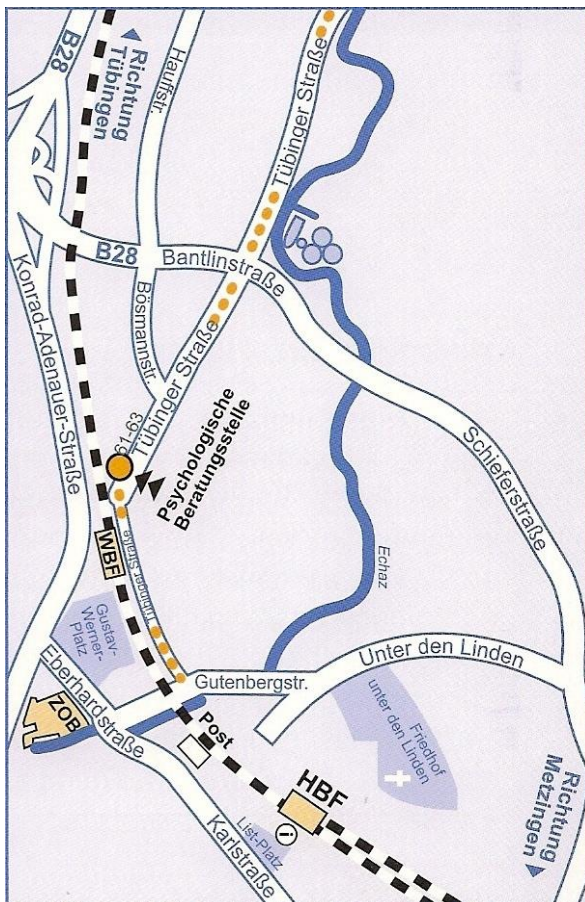 B28
Richtung
Tübingen
Hauffstr.
Tübinger Straße
B28
Bantlinstraße
Konrad-Adenauer-Straße
Bösmannstr.
Tübinger Straße
61-63
Psychologische
Beratungsstelle
Schieferstraße
WBF
Tübinger Straße
Echaz
Gustav-
Werner-
Platz
Unter den Linden
Gutenbergstr.
Eberhardstraße
ZOB
Post
Friedhof
unter den Linden
HBF
i
List-Platz
Karlstraße
Richtung
Metzingen